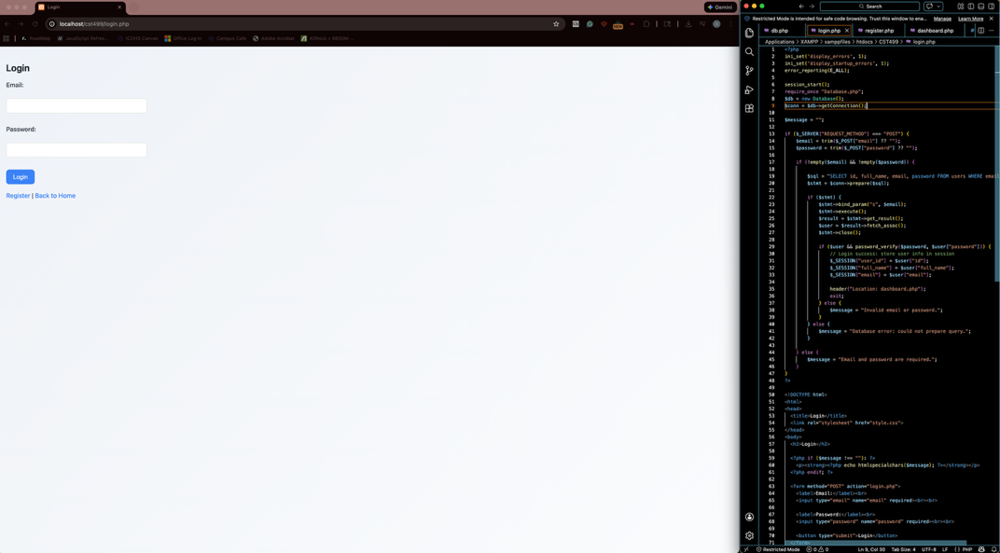 Login
Gemini
localhost/cst499/login.php
Roadmap
JavaScript Patter...
ICONS Canvas
Office Log In
Campus Cafe
Adobe Acrobat
Login
Email:
Password:
Login
Register | Back to Home
Search
Restricted Mode is intended for safe code browsing. Trust this window to ena...
Manage
Learn More
db.php
login.php
register.php
dashboard.php
Applications > XAMPP > xamppfiles > htdocs > CST499 > login.php
1 <?php
2 ini_set('display_errors', 1);
3 ini_set('display_startup_errors', 1);
4 error_reporting(E_ALL);
5
6 session_start();
7 require_once "Database.php";
8 $db = new Database();
9 $conn = $db->getConnection();
10
11 $message = "";
12
13 if ($_SERVER["REQUEST_METHOD"] === "POST") {
14 $email = trim($_POST["email"] ?? "");
15 $password = trim($_POST["password"] ?? "");
16
17 if (!empty($email) && !empty($password)) {
18
19 $sql = "SELECT id, full_name, email, password FROM users WHERE emai
20 $stmt = $conn->prepare($sql);
21
22 if ($stmt) {
23 $stmt->bind_param("s", $email);
24 $stmt->execute();
25 $result = $stmt->get_result();
26 $user = $result->fetch_assoc();
27 $stmt->close();
28
29 if ($user && password_verify($password, $user["password"])) {
30 // Login success: store user info in session
31 $_SESSION["user_id"] = $user["id"];
32 $_SESSION["full_name"] = $user["full_name"];
33 $_SESSION["email"] = $user["email"];
34
35 header("Location: dashboard.php");
36 exit;
37 } else {
38 $message = "Invalid email or password.";
39 }
40 } else {
41 $message = "Database error: could not prepare query.";
42 }
43
44 } else {
45 $message = "Email and password are required.";
46 }
47 }
48 ?>
49
50 <!DOCTYPE html>
51 <html>
52 <head>
53 <title>Login</title>
54 <link rel="stylesheet" href="style.css">
55 </head>
56 <body>
57 <h2>Login</h2>
58
59 <?php if ($message !== ""): ?>
60 <p><strong><?php echo htmlspecialchars($message); ?></strong></p>
61 <?php endif; ?>
62
63 <form method="POST" action="login.php">
64 <label>Email:</label><br>
65 <input type="email" name="email" required><br><br>
66
67 <label>Password:</label><br>
68 <input type="password" name="password" required><br><br>
69
70 <button type="submit">Login</button>
71 </form>
Restricted Mode
0
0
Ln 9, Col 30
Tab Size: 4
UTF-8
LF
{ } PHP